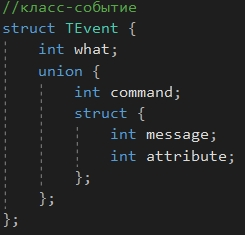 //класс-событие
struct TEvent {
    int what;
    union {
        int command;
        struct {
            int message;
            int attribute;
        };
    };
};